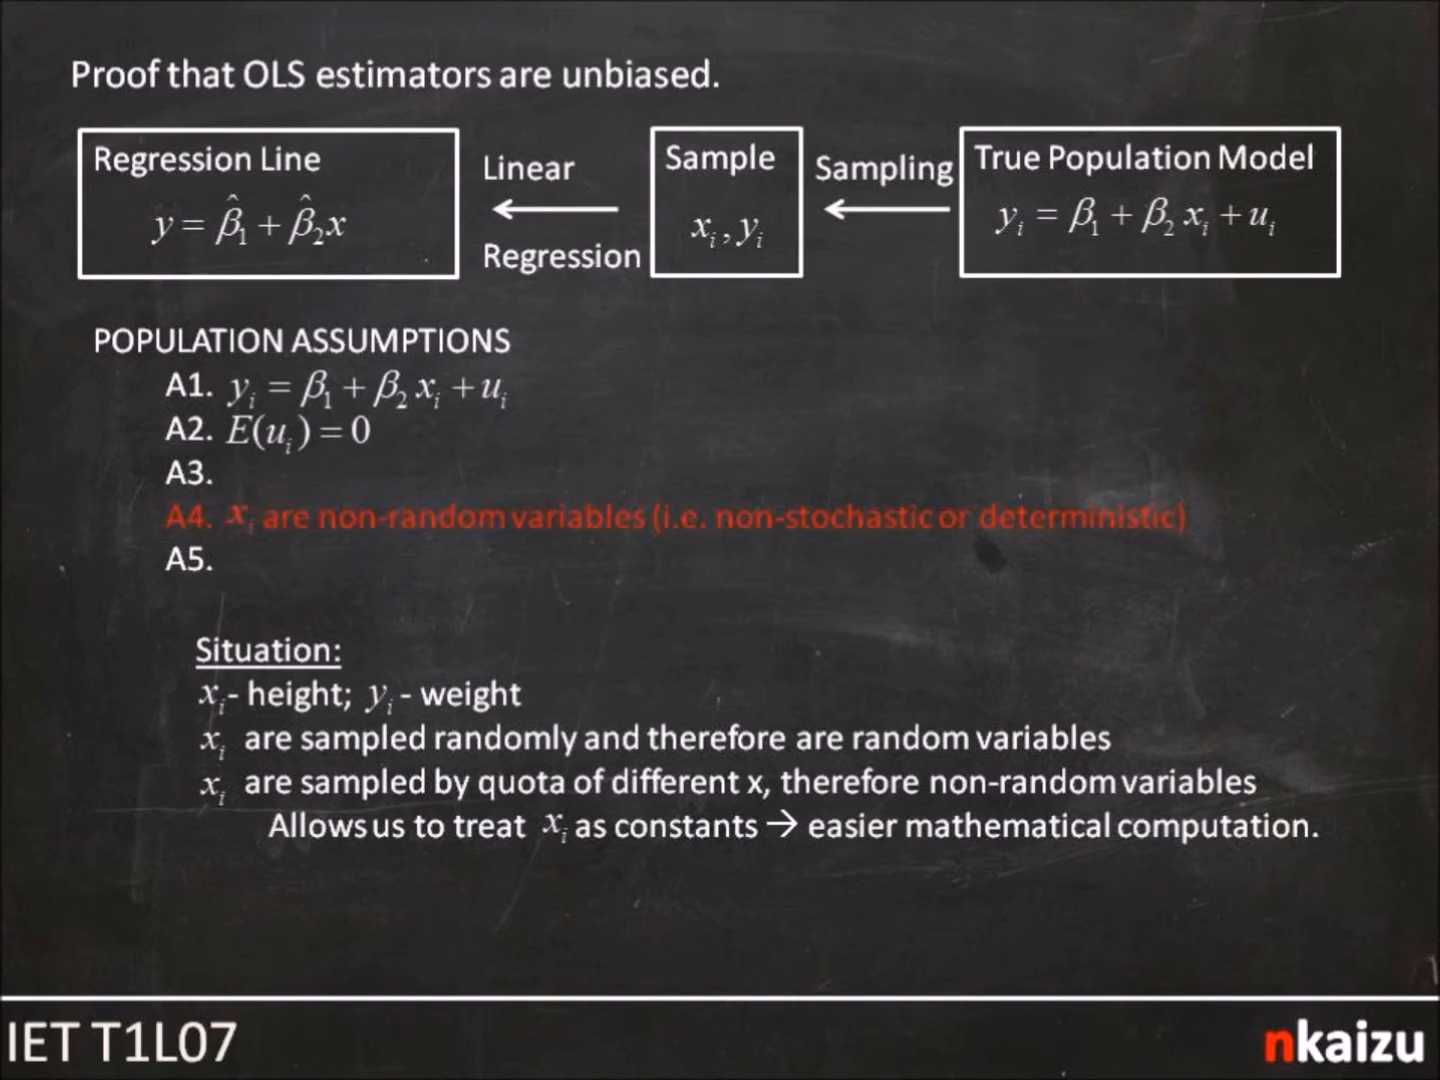 Proof that OLS estimators are unbiased.
Regression Line
y = β̂₁ + β̂₂x
Linear
Regression
Sample
xᵢ, yᵢ
Sampling
True Population Model
yᵢ = β₁ + β₂ xᵢ + uᵢ
POPULATION ASSUMPTIONS
A1. yᵢ = β₁ + β₂ xᵢ + uᵢ
A2. E(uᵢ) = 0
A3.
A4. xᵢ are non-random variables (i.e. non-stochastic or deterministic)
A5.
Situation:
xᵢ - height; yᵢ - weight
xᵢ are sampled randomly and therefore are random variables
xᵢ are sampled by quota of different x, therefore non-random variables
Allows us to treat xᵢ as constants → easier mathematical computation.
IET T1L07
nkaizu